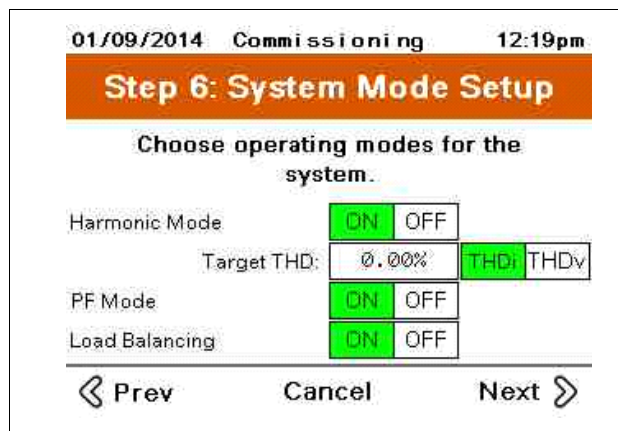 01/09/2014 Commissioning 12:19pm
Step 6: System Mode Setup
Choose operating modes for the
system.
Harmonic Mode ON OFF
Target THD: 0.00% THDi THDv
PF Mode ON OFF
Load Balancing ON OFF
Prev Cancel Next